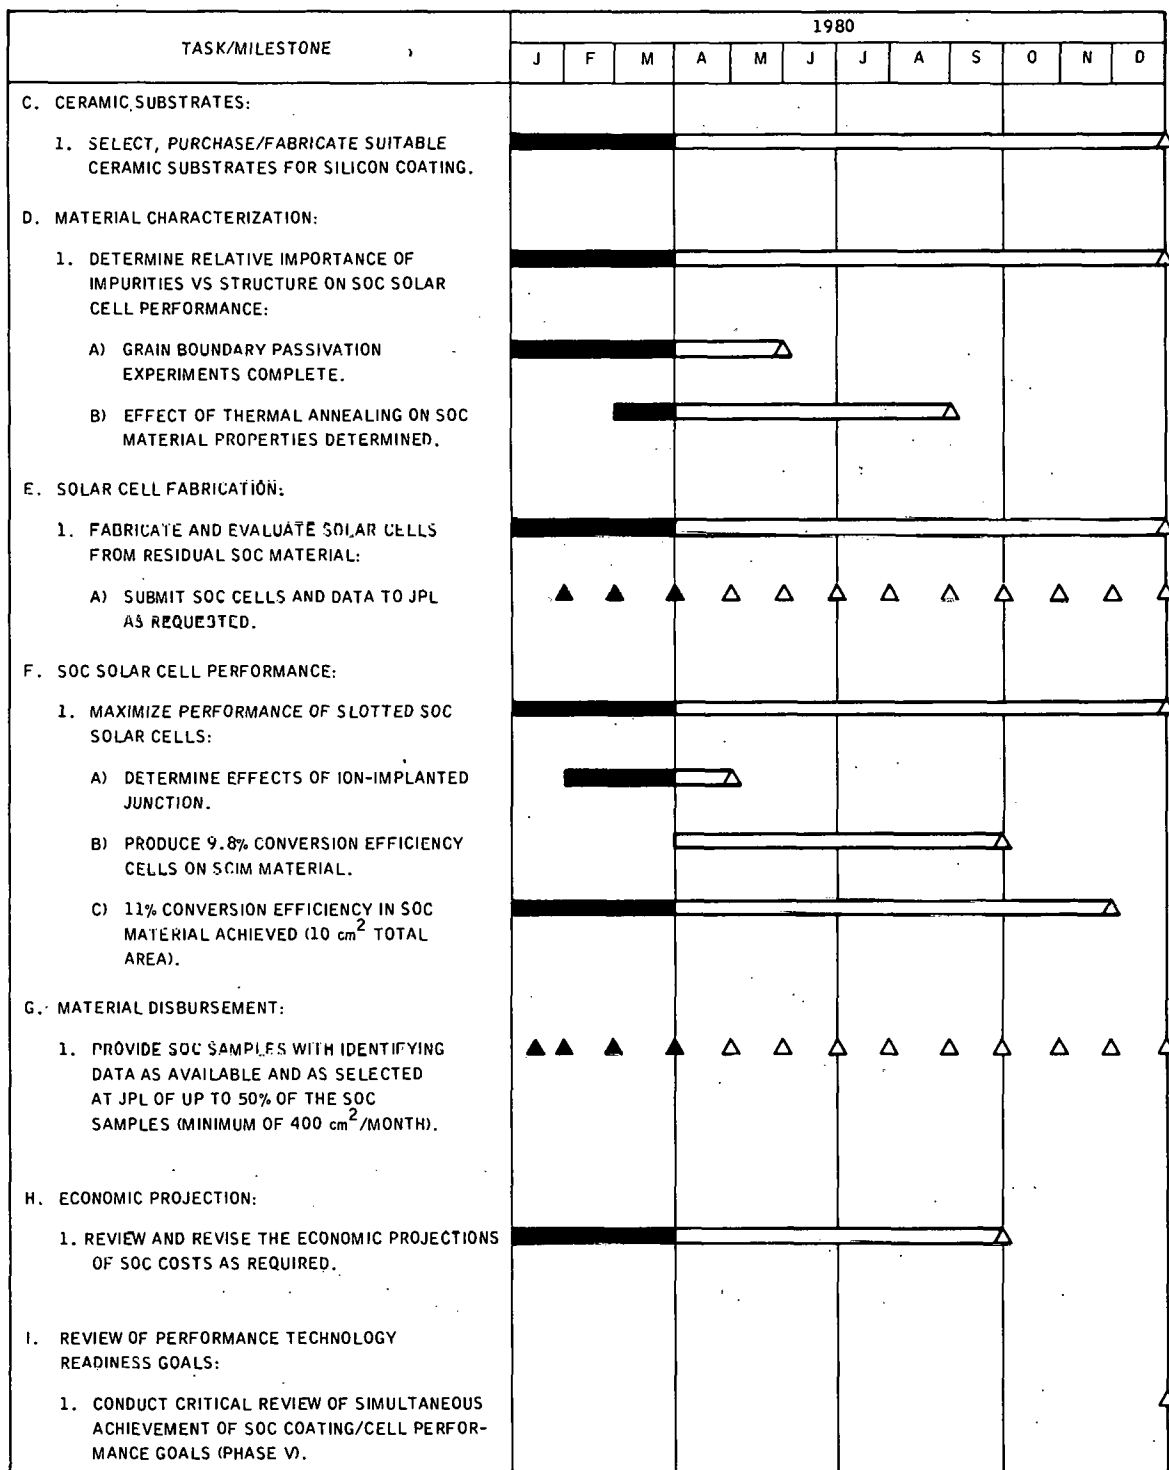 TASK/MILESTONE
1980
J F M A M J J A S O N D
C. CERAMIC SUBSTRATES:
1. SELECT, PURCHASE/FABRICATE SUITABLE
CERAMIC SUBSTRATES FOR SILICON COATING.
D. MATERIAL CHARACTERIZATION:
1. DETERMINE RELATIVE IMPORTANCE OF
IMPURITIES VS STRUCTURE ON SOC SOLAR
CELL PERFORMANCE:
A) GRAIN BOUNDARY PASSIVATION
EXPERIMENTS COMPLETE.
B) EFFECT OF THERMAL ANNEALING ON SOC
MATERIAL PROPERTIES DETERMINED.
E. SOLAR CELL FABRICATION:
1. FABRICATE AND EVALUATE SOLAR CELLS
FROM RESIDUAL SOC MATERIAL:
A) SUBMIT SOC CELLS AND DATA TO JPL
AS REQUESTED.
F. SOC SOLAR CELL PERFORMANCE:
1. MAXIMIZE PERFORMANCE OF SLOTTED SOC
SOLAR CELLS:
A) DETERMINE EFFECTS OF ION-IMPLANTED
JUNCTION.
B) PRODUCE 9.8% CONVERSION EFFICIENCY
CELLS ON SCIM MATERIAL.
C) 11% CONVERSION EFFICIENCY IN SOC
MATERIAL ACHIEVED (10 cm² TOTAL
AREA).
G. MATERIAL DISBURSEMENT:
1. PROVIDE SOC SAMPLES WITH IDENTIFYING
DATA AS AVAILABLE AND AS SELECTED
AT JPL OF UP TO 50% OF THE SOC
SAMPLES (MINIMUM OF 400 cm²/MONTH).
H. ECONOMIC PROJECTION:
1. REVIEW AND REVISE THE ECONOMIC PROJECTIONS
OF SOC COSTS AS REQUIRED.
I. REVIEW OF PERFORMANCE TECHNOLOGY
READINESS GOALS:
1. CONDUCT CRITICAL REVIEW OF SIMULTANEOUS
ACHIEVEMENT OF SOC COATING/CELL PERFOR-
MANCE GOALS (PHASE V).